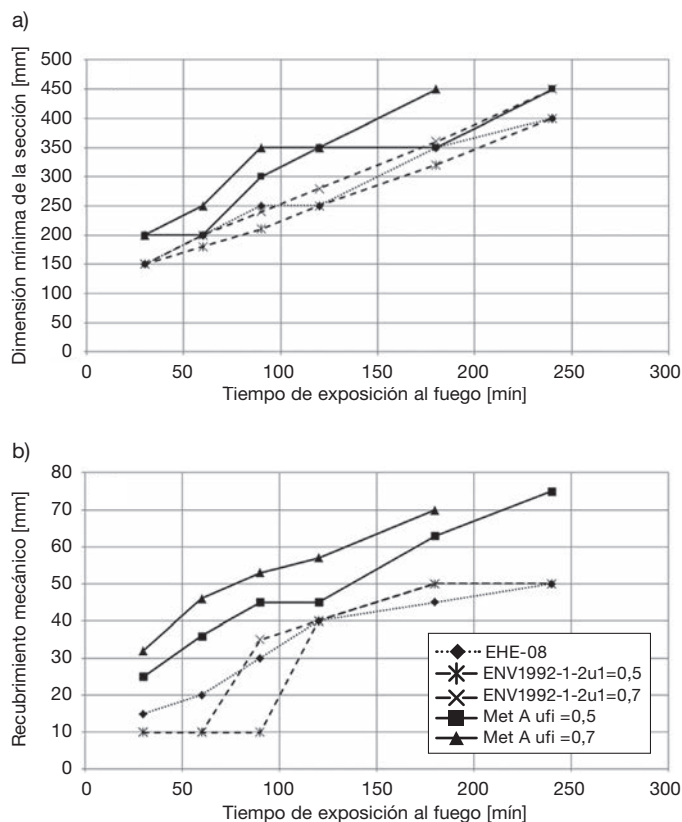 a)
Dimensión mínima de la sección [mm]
500
450
400
350
300
250
200
150
100
50
0
0 50 100 150 200 250 300
Tiempo de exposición al fuego [mín]
b)
Recubrimiento mecánico [mm]
80
70
60
50
40
30
20
10
0
0 50 100 150 200 250 300
Tiempo de exposición al fuego [mín]
EHE-08
ENV1992-1-2u1=0,5
ENV1992-1-2u1=0,7
Met A ufi =0,5
Met A ufi =0,7